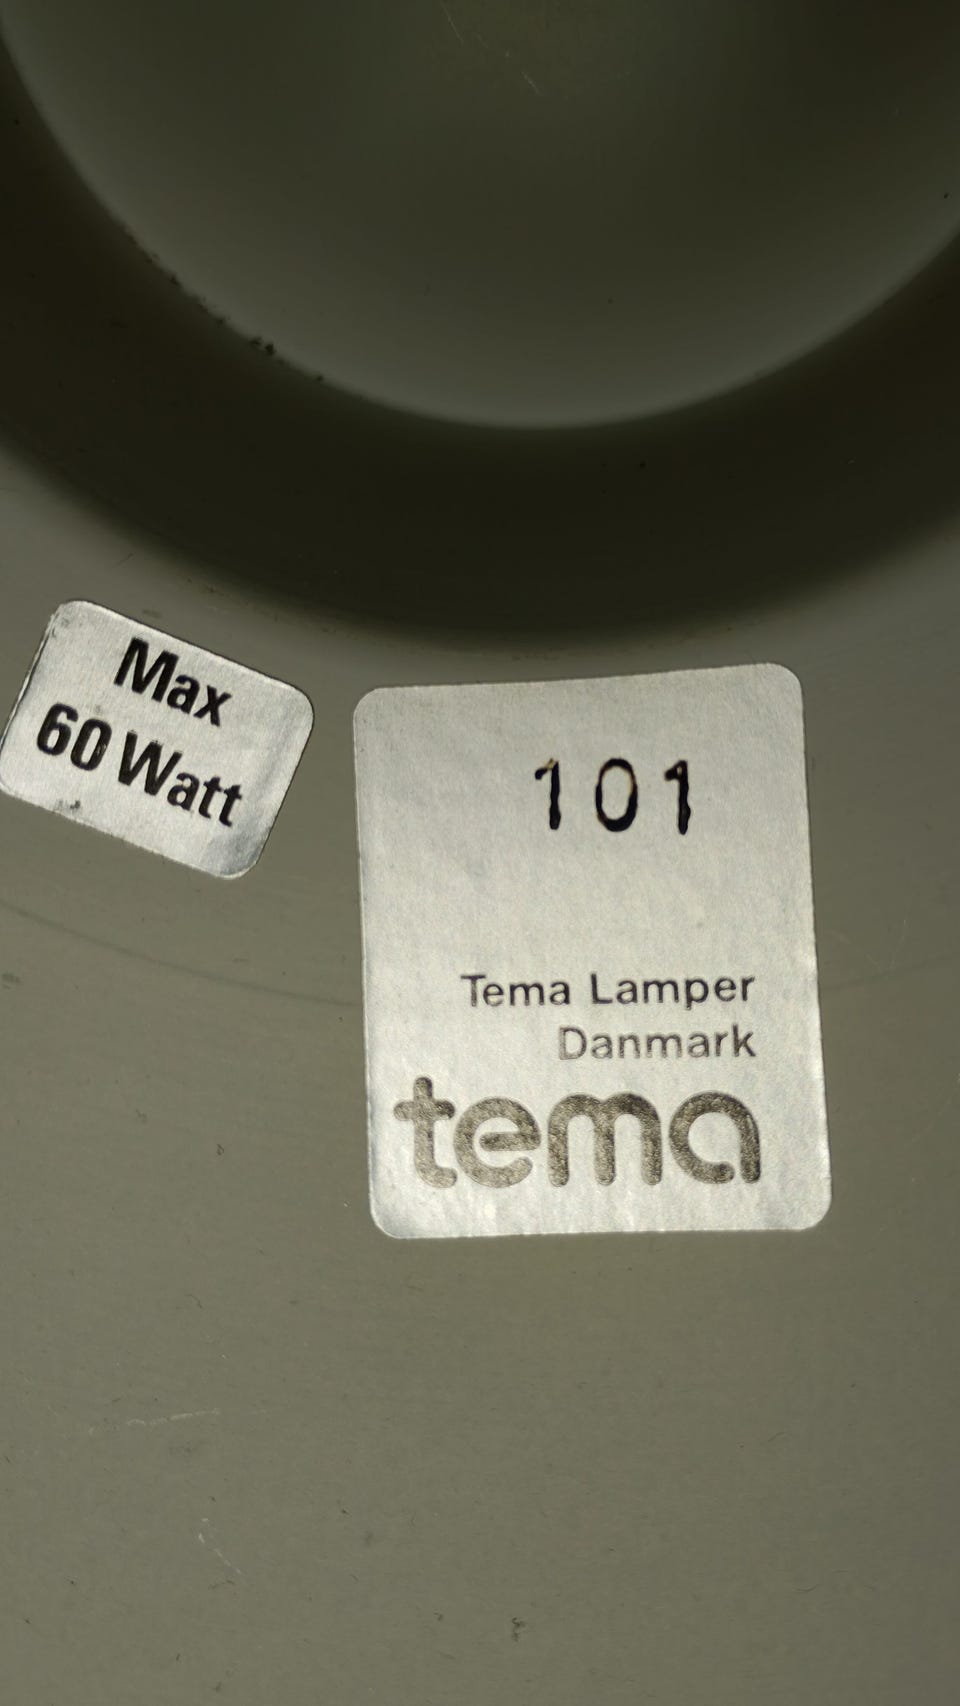 Max
60 Watt
101
Tema Lamper
Danmark
tema